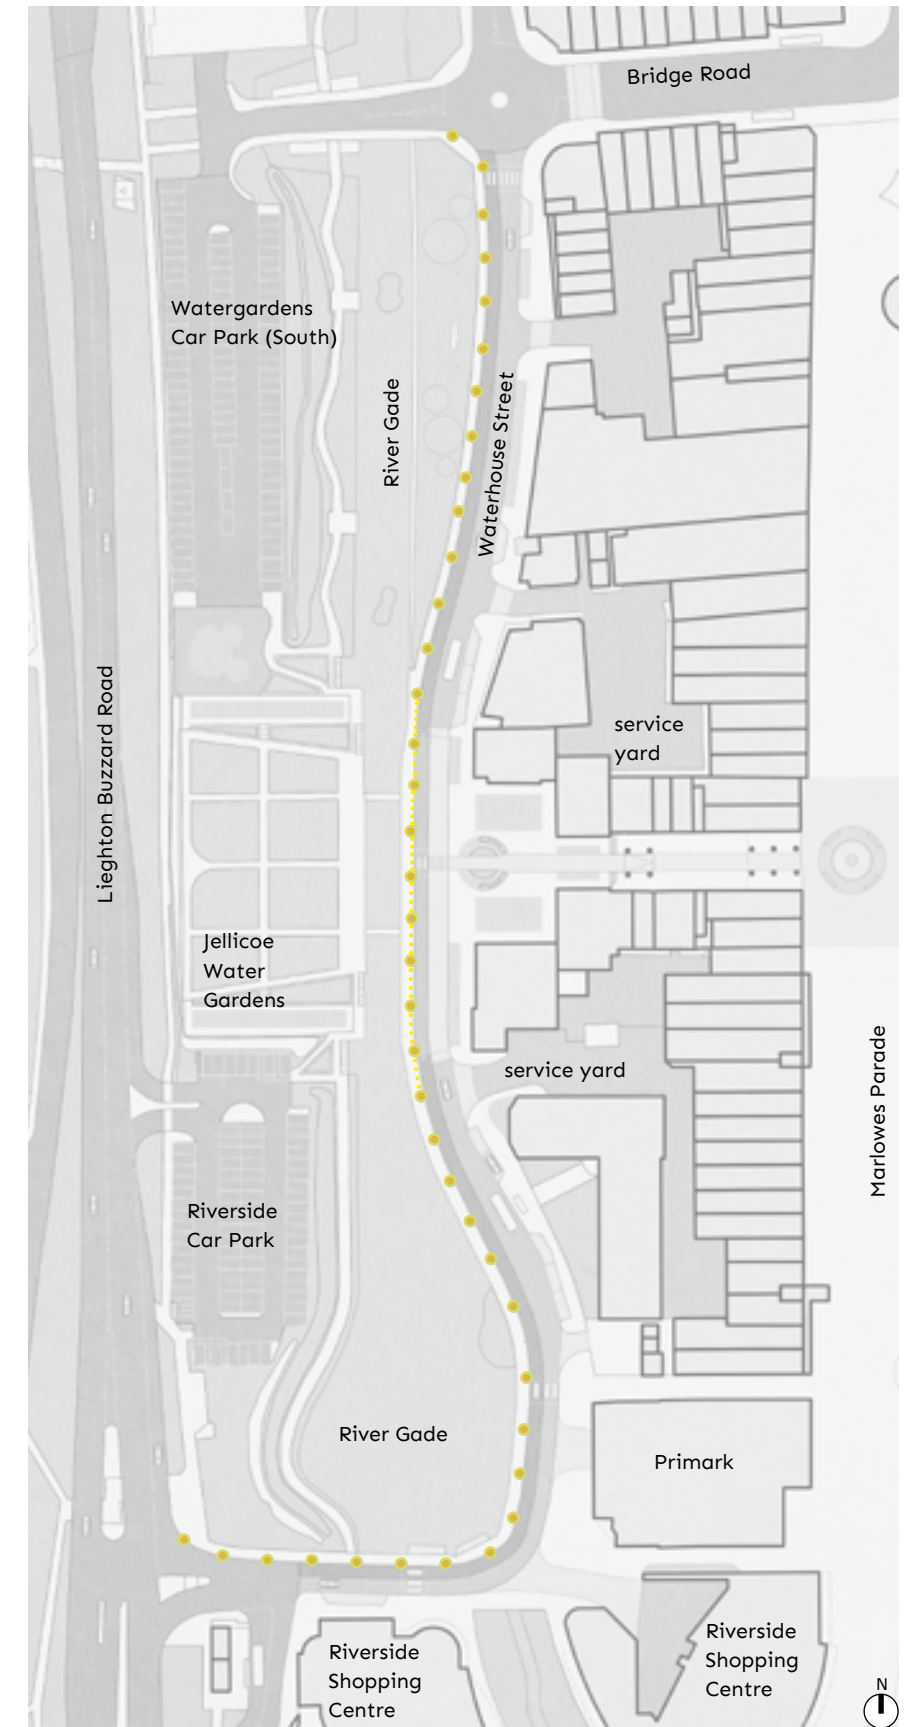 Bridge Road
Watergardens
Car Park (South)
River Gade
Waterhouse Street
Lieghton Buzzard Road
service
yard
Jellicoe
Water
Gardens
service yard
Marlowes Parade
Riverside
Car Park
River Gade
Primark
Riverside
Shopping
Centre
Riverside
Shopping
Centre
N